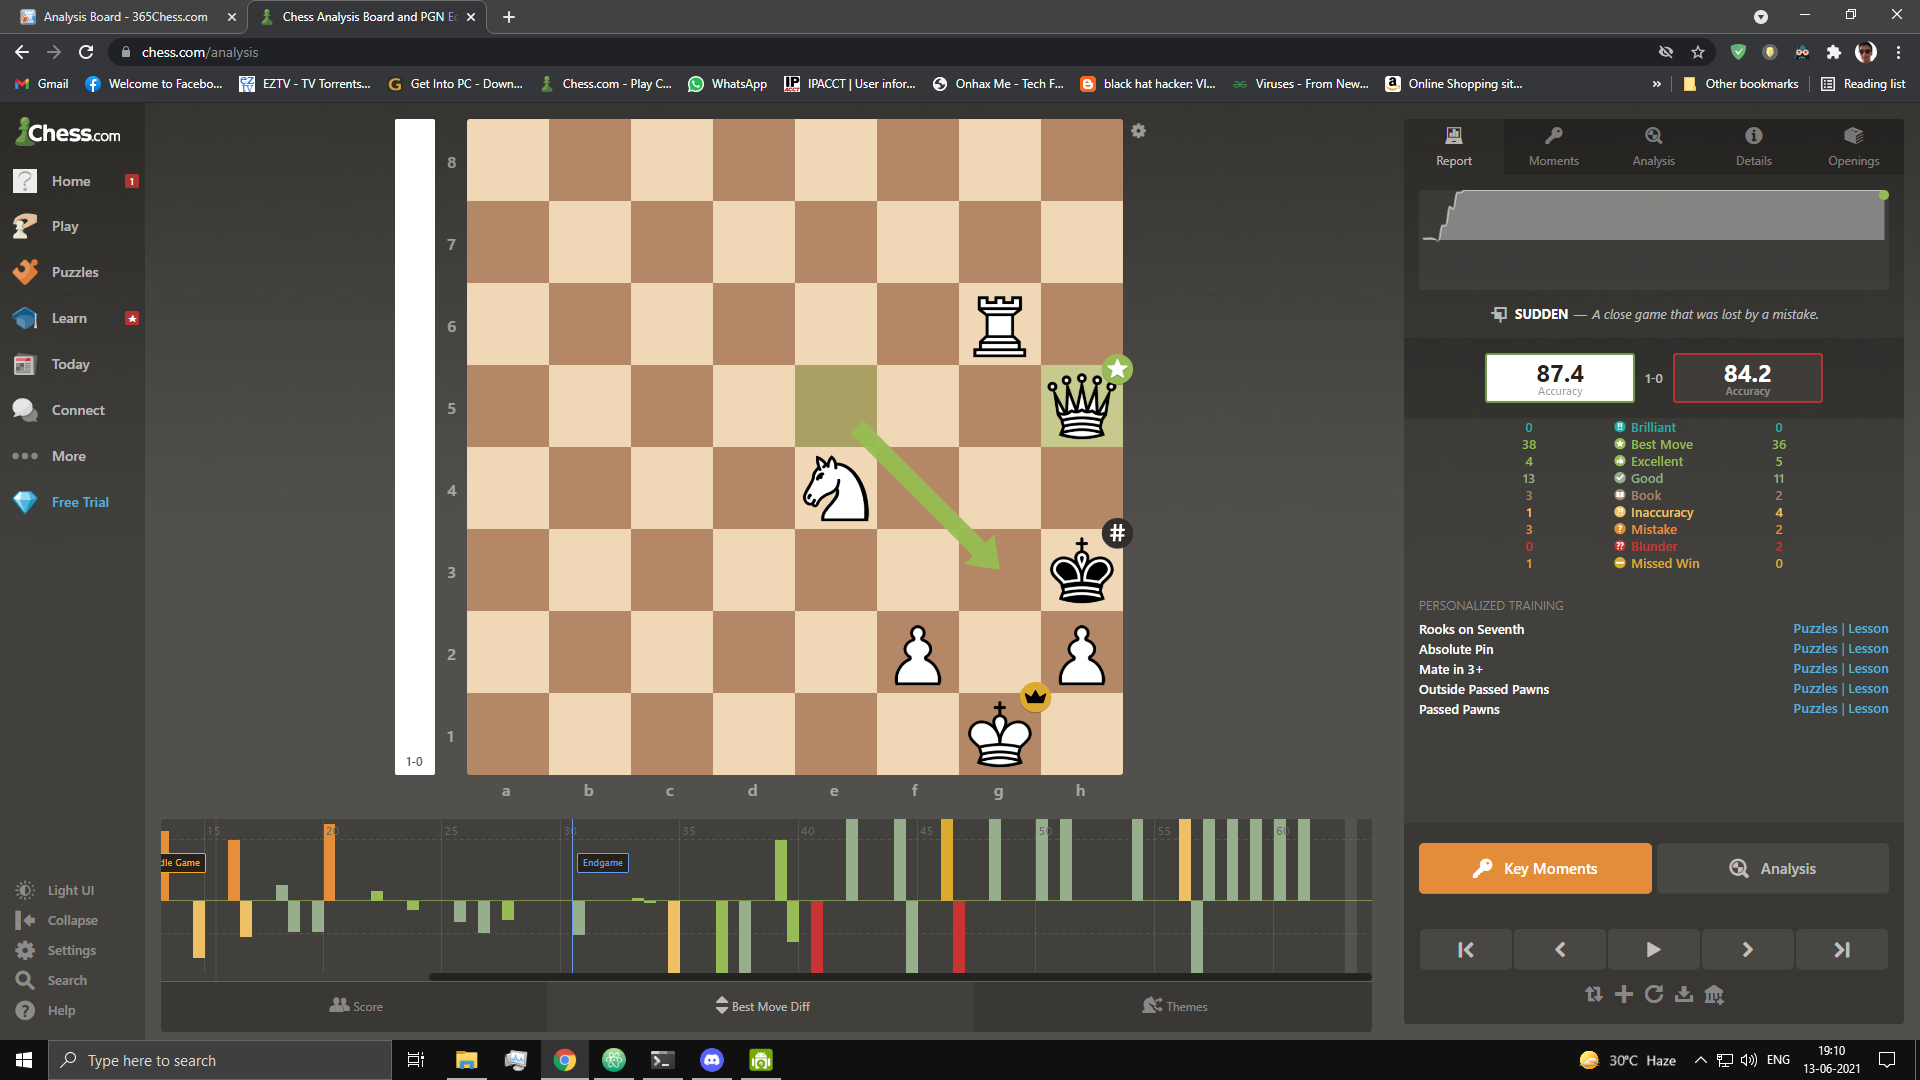 Analysis Board - 365Chess.com
Chess Analysis Board and PGN Ed
chess.com/analysis
Gmail
Welcome to Facebo...
EZTV - TV Torrents...
Get Into PC - Down...
Chess.com - Play C...
WhatsApp
IPACCT | User infor...
Onhax Me - Tech F...
black hat hacker: VI...
Viruses - From New...
Online Shopping sit...
»
Other bookmarks
Reading list
Chess.com
Home 1
Play
Puzzles
Learn
Today
Connect
More
Free Trial
Light UI
Collapse
Settings
Search
Help
8
7
6
5
4
3
2
1
1-0
#
a b c d e f g h
15 20 25 30 35 40 45 50 55 60
dle Game
Endgame
Score
Best Move Diff
Themes
Report
Moments
Analysis
Details
Openings
SUDDEN — A close game that was lost by a mistake.
87.4 1-0 84.2
Accuracy Accuracy
0 !! Brilliant 0
38 Best Move 36
4 Excellent 5
13 Good 11
3 Book 2
1 ?! Inaccuracy 4
3 ? Mistake 2
0 ?? Blunder 2
1 Missed Win 0
PERSONALIZED TRAINING
Rooks on Seventh Puzzles | Lesson
Absolute Pin Puzzles | Lesson
Mate in 3+ Puzzles | Lesson
Outside Passed Pawns Puzzles | Lesson
Passed Pawns Puzzles | Lesson
Key Moments
Analysis
Type here to search
30°C Haze
ENG
19:10
13-06-2021